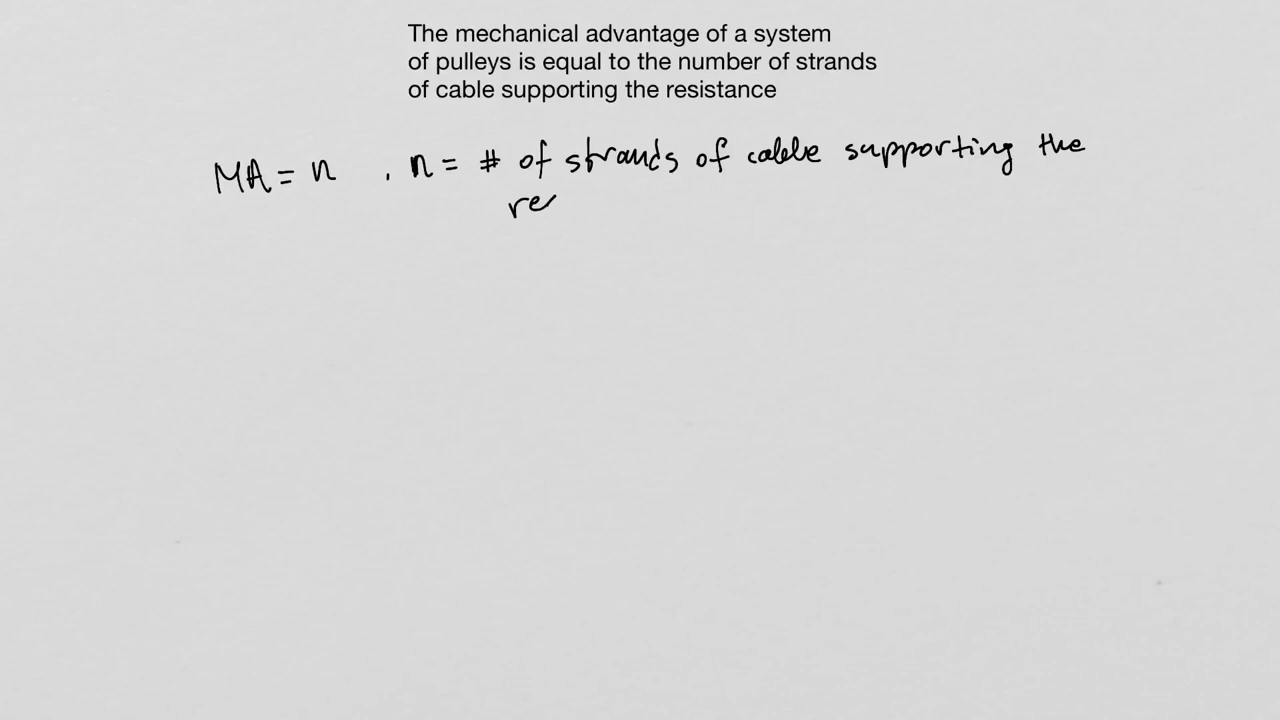 The mechanical advantage of a system
of pulleys is equal to the number of strands
of cable supporting the resistance
MA = n , n = # of strands of cable supporting the
re